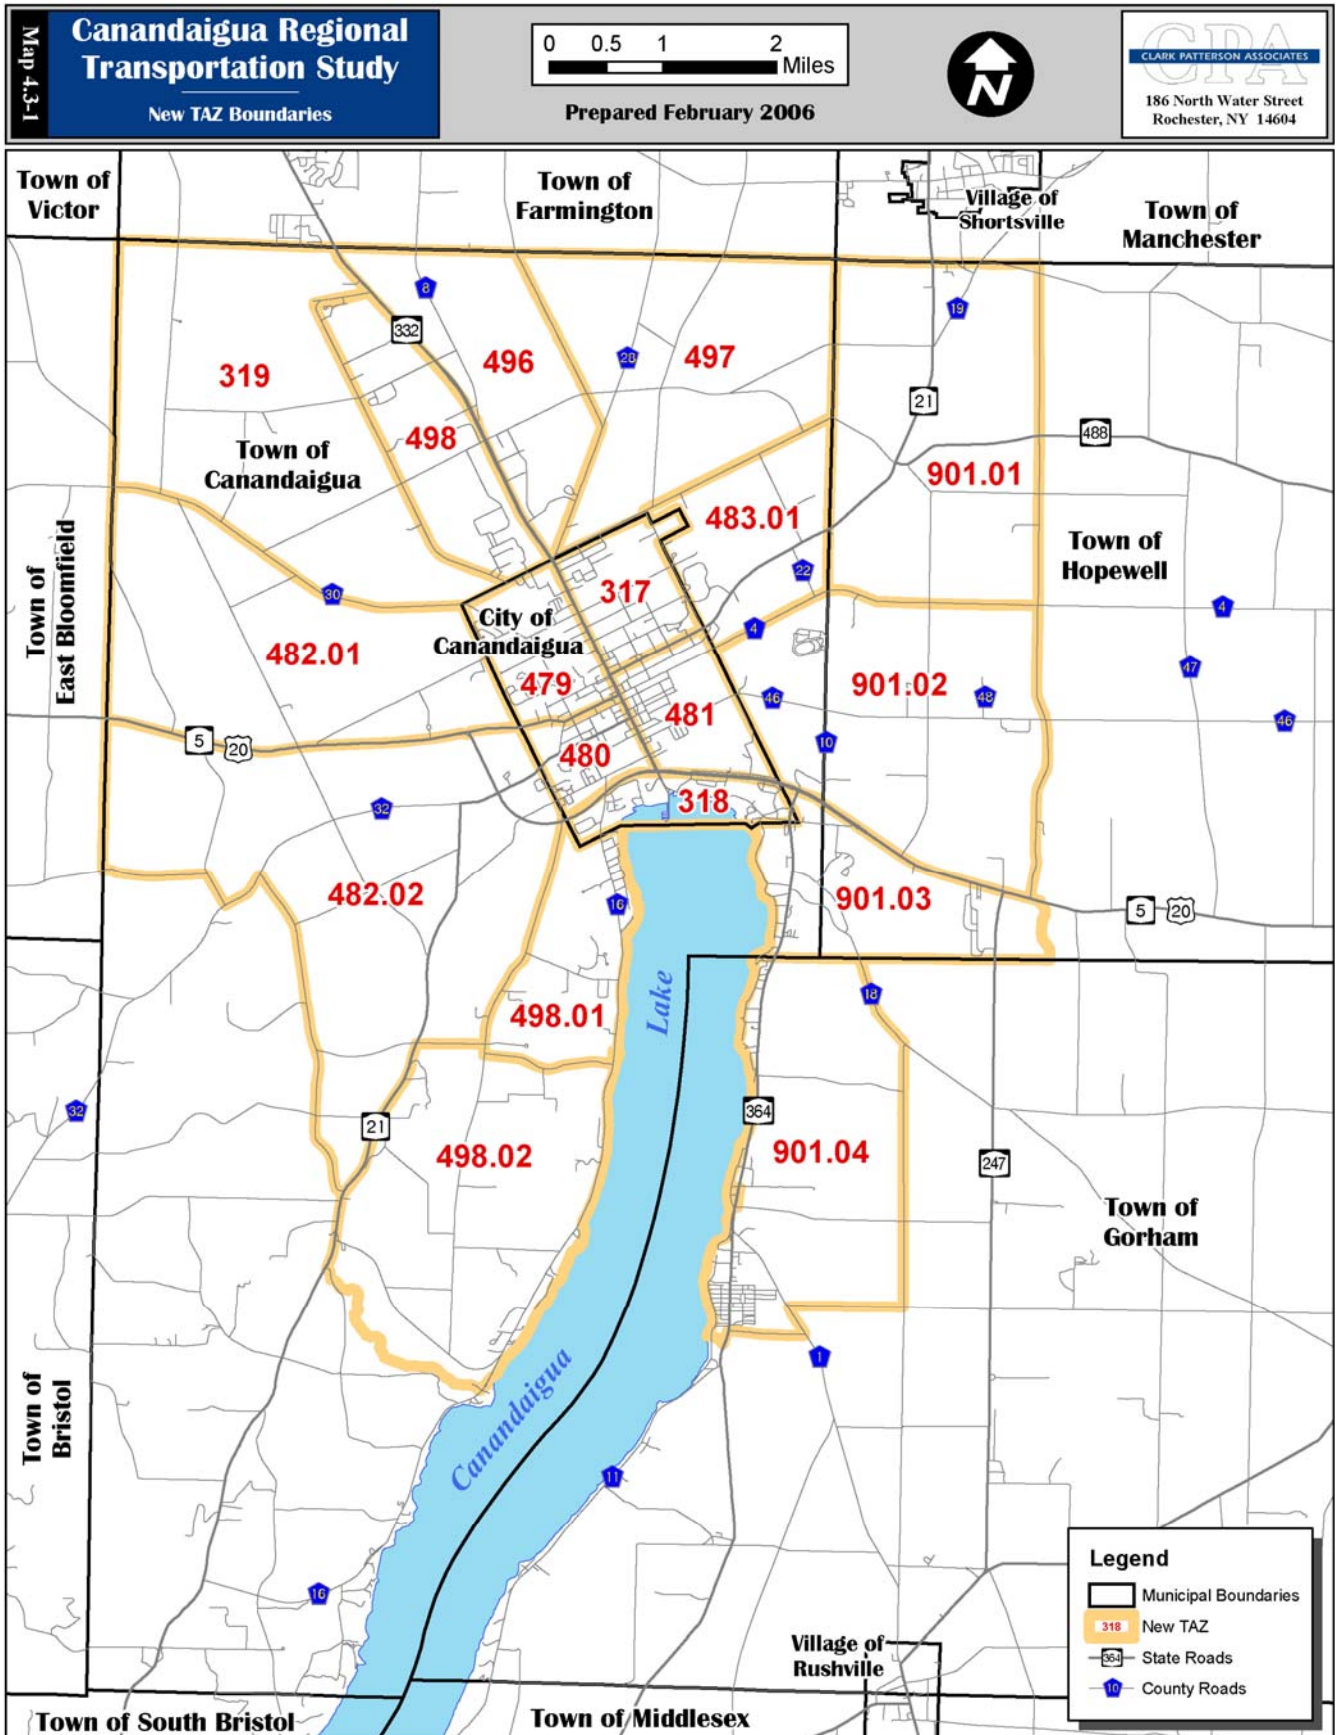 Map 4.3-1
Canandaigua Regional
Transportation Study
New TAZ Boundaries
0 0.5 1 2
Miles
Prepared February 2006
N
CPA
CLARK PATTERSON ASSOCIATES
186 North Water Street
Rochester, NY 14604
Town of
Victor
Town of
Farmington
Village of
Shortsville
Town of
Manchester
8
19
332
28
496
497
319
21
488
498
Town of
Canandaigua
901.01
483.01
Town of
East Bloomfield
Town of
Hopewell
22
30
317
4
City of
Canandaigua
4
482.01
47
479
901.02
46
48
481
46
5
20
10
480
318
32
482.02
16
901.03
5
20
18
Lake
498.01
32
364
21
498.02
901.04
247
Town of
Gorham
1
Canandaigua
Town of
Bristol
11
16
Legend
Municipal Boundaries
318
New TAZ
364
State Roads
10
County Roads
Village of
Rushville
Town of South Bristol
Town of Middlesex